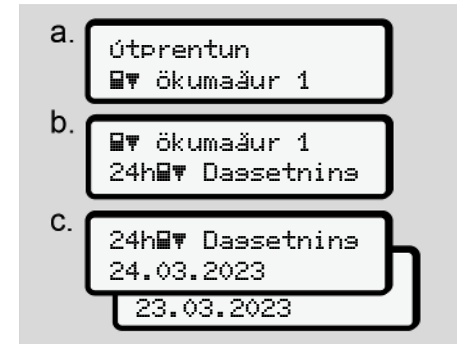 a.
útprentun
▼ ökumaður 1
b.
▼ ökumaður 1
24h▼ Dagsetning
c.
24h▼ Dagsetning
24.03.2023
23.03.2023